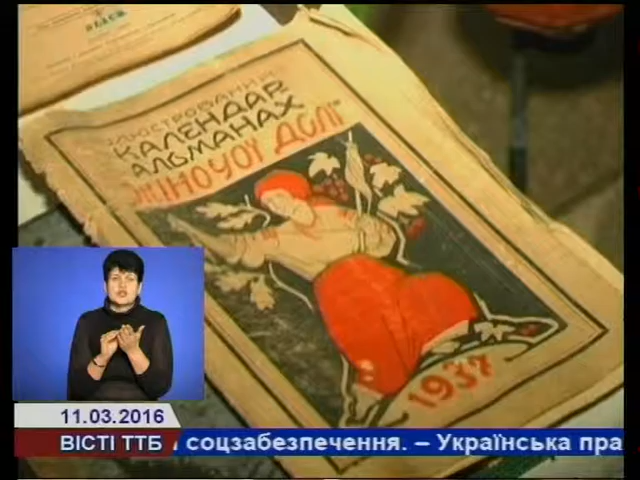 ІЛЮСТРОВАНИЙ
КАЛЕНДАР
АЛЬМАНАХ
ЖІНОЧОЇ ДОЛІ
1937
11.03.2016
ВІСТІ ТТБ
соцзабезпечення. – Українська пра